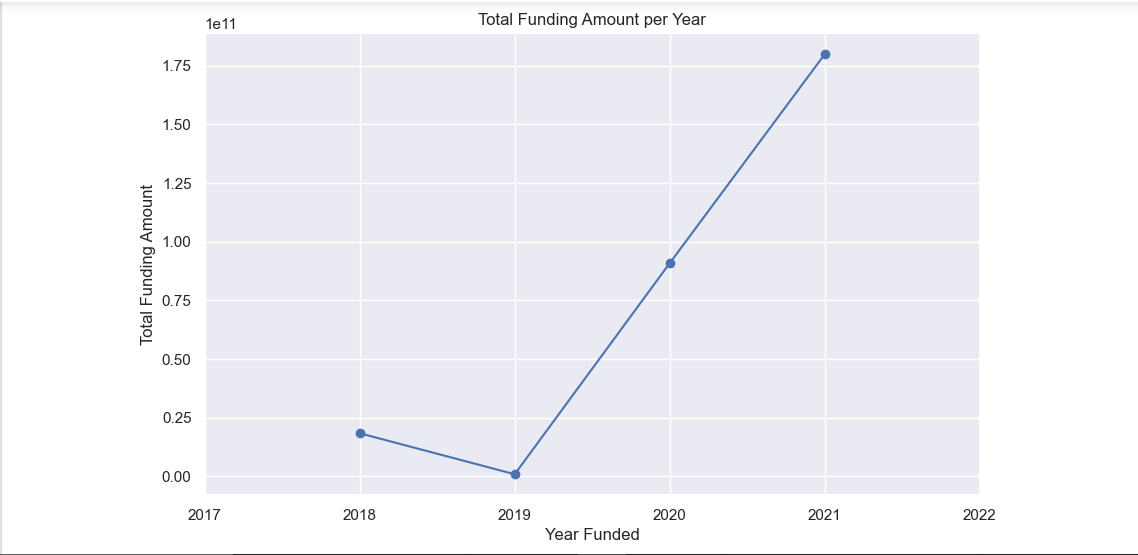 Total Funding Amount per Year
1e11
1.75
1.50
1.25
1.00
0.75
0.50
0.25
0.00
Total Funding Amount
2017 2018 2019 2020 2021 2022
Year Funded